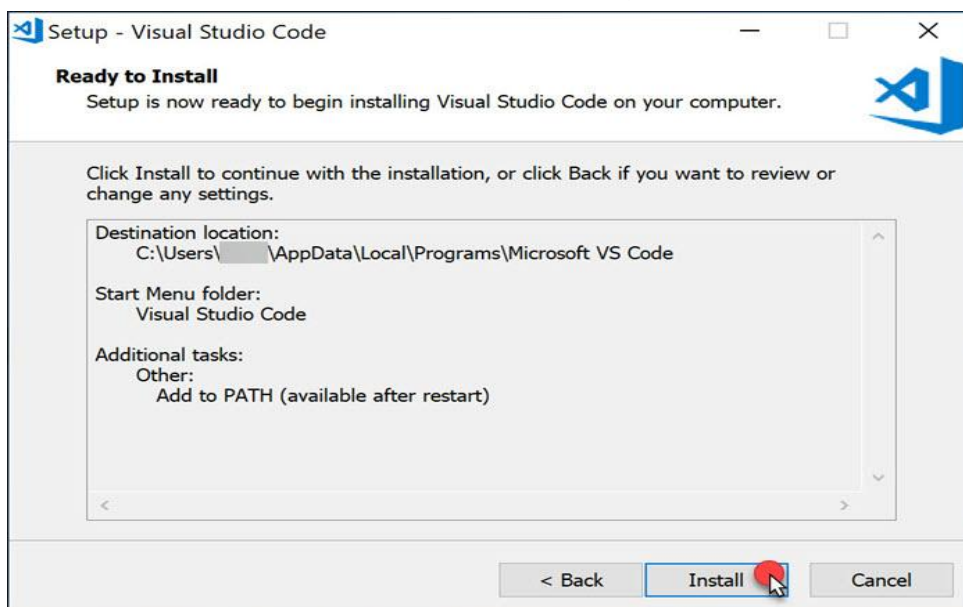 Setup - Visual Studio Code
Ready to Install
Setup is now ready to begin installing Visual Studio Code on your computer.
Click Install to continue with the installation, or click Back if you want to review or
change any settings.
Destination location:
C:\Users\ \AppData\Local\Programs\Microsoft VS Code
Start Menu folder:
Visual Studio Code
Additional tasks:
Other:
Add to PATH (available after restart)
< Back Install Cancel